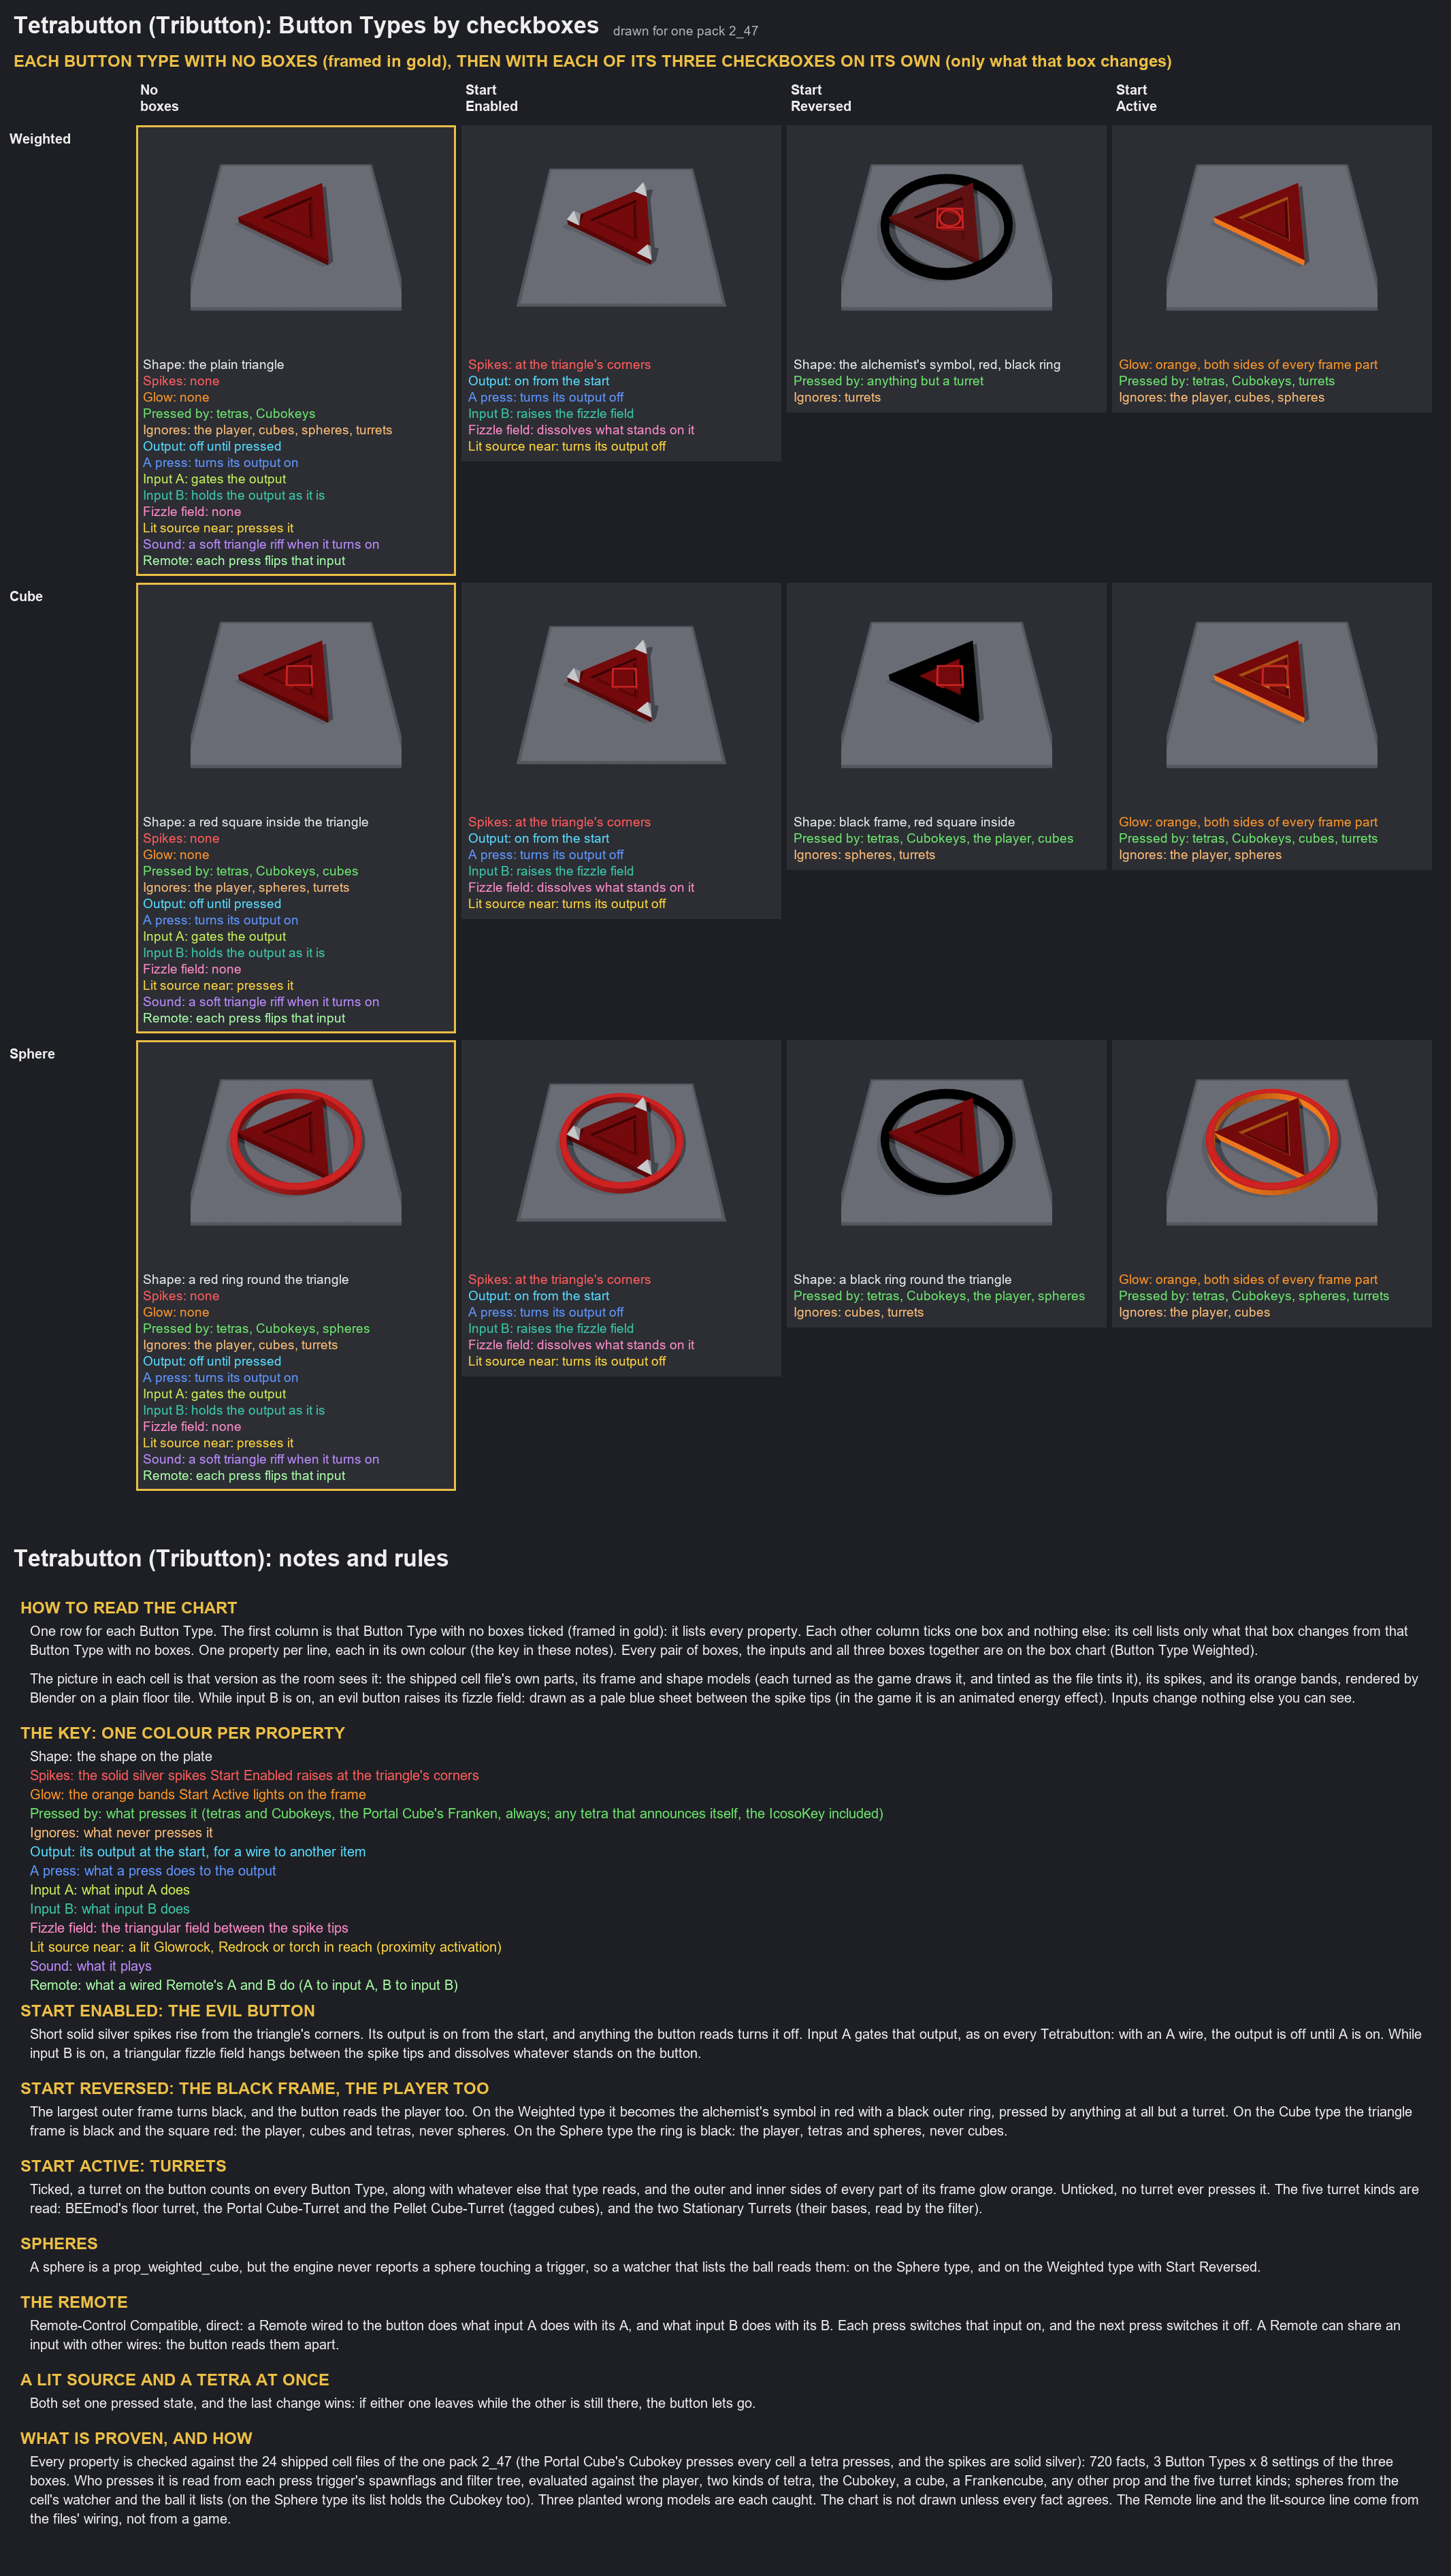 Tetrabutton (Tributton): Button Types by checkboxes drawn for one pack 2_47
EACH BUTTON TYPE WITH NO BOXES (framed in gold), THEN WITH EACH OF ITS THREE CHECKBOXES ON ITS OWN (only what that box changes)
No
boxes
Start
Enabled
Start
Reversed
Start
Active
Weighted
Shape: the plain triangle
Spikes: none
Glow: none
Pressed by: tetras, Cubokeys
Ignores: the player, cubes, spheres, turrets
Output: off until pressed
A press: turns its output on
Input A: gates the output
Input B: holds the output as it is
Fizzle field: none
Lit source near: presses it
Sound: a soft triangle riff when it turns on
Remote: each press flips that input
Spikes: at the triangle's corners
Output: on from the start
A press: turns its output off
Input B: raises the fizzle field
Fizzle field: dissolves what stands on it
Lit source near: turns its output off
Shape: the alchemist's symbol, red, black ring
Pressed by: anything but a turret
Ignores: turrets
Glow: orange, both sides of every frame part
Pressed by: tetras, Cubokeys, turrets
Ignores: the player, cubes, spheres
Cube
Shape: a red square inside the triangle
Spikes: none
Glow: none
Pressed by: tetras, Cubokeys, cubes
Ignores: the player, spheres, turrets
Output: off until pressed
A press: turns its output on
Input A: gates the output
Input B: holds the output as it is
Fizzle field: none
Lit source near: presses it
Sound: a soft triangle riff when it turns on
Remote: each press flips that input
Spikes: at the triangle's corners
Output: on from the start
A press: turns its output off
Input B: raises the fizzle field
Fizzle field: dissolves what stands on it
Lit source near: turns its output off
Shape: black frame, red square inside
Pressed by: tetras, Cubokeys, the player, cubes
Ignores: spheres, turrets
Glow: orange, both sides of every frame part
Pressed by: tetras, Cubokeys, cubes, turrets
Ignores: the player, spheres
Sphere
Shape: a red ring round the triangle
Spikes: none
Glow: none
Pressed by: tetras, Cubokeys, spheres
Ignores: the player, cubes, turrets
Output: off until pressed
A press: turns its output on
Input A: gates the output
Input B: holds the output as it is
Fizzle field: none
Lit source near: presses it
Sound: a soft triangle riff when it turns on
Remote: each press flips that input
Spikes: at the triangle's corners
Output: on from the start
A press: turns its output off
Input B: raises the fizzle field
Fizzle field: dissolves what stands on it
Lit source near: turns its output off
Shape: a black ring round the triangle
Pressed by: tetras, Cubokeys, the player, spheres
Ignores: cubes, turrets
Glow: orange, both sides of every frame part
Pressed by: tetras, Cubokeys, spheres, turrets
Ignores: the player, cubes
Tetrabutton (Tributton): notes and rules
HOW TO READ THE CHART
One row for each Button Type. The first column is that Button Type with no boxes ticked (framed in gold): it lists every property. Each other column ticks one box and nothing else: its cell lists only what that box changes from that
Button Type with no boxes. One property per line, each in its own colour (the key in these notes). Every pair of boxes, the inputs and all three boxes together are on the box chart (Button Type Weighted).
The picture in each cell is that version as the room sees it: the shipped cell file's own parts, its frame and shape models (each turned as the game draws it, and tinted as the file tints it), its spikes, and its orange bands, rendered by
Blender on a plain floor tile. While input B is on, an evil button raises its fizzle field: drawn as a pale blue sheet between the spike tips (in the game it is an animated energy effect). Inputs change nothing else you can see.
THE KEY: ONE COLOUR PER PROPERTY
Shape: the shape on the plate
Spikes: the solid silver spikes Start Enabled raises at the triangle's corners
Glow: the orange bands Start Active lights on the frame
Pressed by: what presses it (tetras and Cubokeys, the Portal Cube's Franken, always; any tetra that announces itself, the IcosoKey included)
Ignores: what never presses it
Output: its output at the start, for a wire to another item
A press: what a press does to the output
Input A: what input A does
Input B: what input B does
Fizzle field: the triangular field between the spike tips
Lit source near: a lit Glowrock, Redrock or torch in reach (proximity activation)
Sound: what it plays
Remote: what a wired Remote's A and B do (A to input A, B to input B)
START ENABLED: THE EVIL BUTTON
Short solid silver spikes rise from the triangle's corners. Its output is on from the start, and anything the button reads turns it off. Input A gates that output, as on every Tetrabutton: with an A wire, the output is off until A is on. While
input B is on, a triangular fizzle field hangs between the spike tips and dissolves whatever stands on the button.
START REVERSED: THE BLACK FRAME, THE PLAYER TOO
The largest outer frame turns black, and the button reads the player too. On the Weighted type it becomes the alchemist's symbol in red with a black outer ring, pressed by anything at all but a turret. On the Cube type the triangle
frame is black and the square red: the player, cubes and tetras, never spheres. On the Sphere type the ring is black: the player, tetras and spheres, never cubes.
START ACTIVE: TURRETS
Ticked, a turret on the button counts on every Button Type, along with whatever else that type reads, and the outer and inner sides of every part of its frame glow orange. Unticked, no turret ever presses it. The five turret kinds are
read: BEEmod's floor turret, the Portal Cube-Turret and the Pellet Cube-Turret (tagged cubes), and the two Stationary Turrets (their bases, read by the filter).
SPHERES
A sphere is a prop_weighted_cube, but the engine never reports a sphere touching a trigger, so a watcher that lists the ball reads them: on the Sphere type, and on the Weighted type with Start Reversed.
THE REMOTE
Remote-Control Compatible, direct: a Remote wired to the button does what input A does with its A, and what input B does with its B. Each press switches that input on, and the next press switches it off. A Remote can share an
input with other wires: the button reads them apart.
A LIT SOURCE AND A TETRA AT ONCE
Both set one pressed state, and the last change wins: if either one leaves while the other is still there, the button lets go.
WHAT IS PROVEN, AND HOW
Every property is checked against the 24 shipped cell files of the one pack 2_47 (the Portal Cube's Cubokey presses every cell a tetra presses, and the spikes are solid silver): 720 facts, 3 Button Types x 8 settings of the three
boxes. Who presses it is read from each press trigger's spawnflags and filter tree, evaluated against the player, two kinds of tetra, the Cubokey, a cube, a Frankencube, any other prop and the five turret kinds; spheres from the
cell's watcher and the ball it lists (on the Sphere type its list holds the Cubokey too). Three planted wrong models are each caught. The chart is not drawn unless every fact agrees. The Remote line and the lit-source line come from
the files' wiring, not from a game.